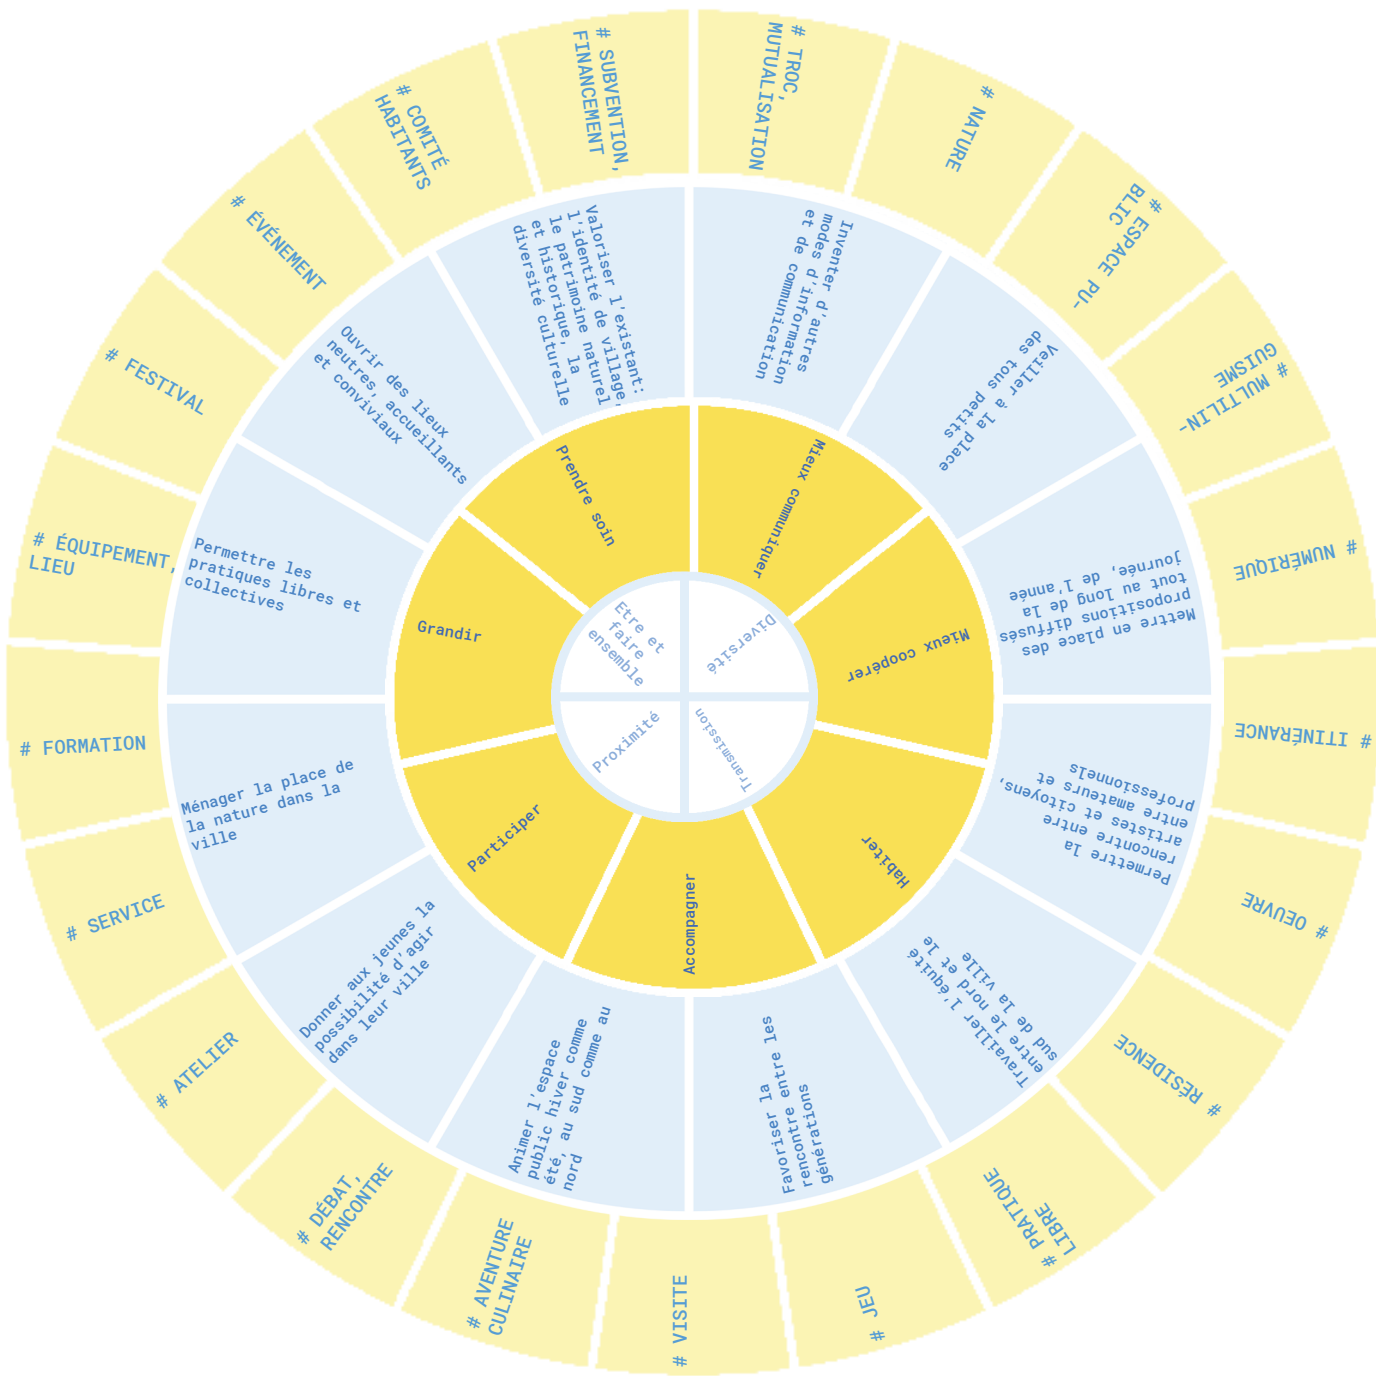 # TROC,
MUTUALISATION
# NATURE
# ESPACE PU-
BLIC
# MULTILIN-
GUISME
# NUMÉRIQUE
# ITINÉRANCE
# OEUVRE
# RÉSIDENCE
# PRATIQUE
LIBRE
# JEU
# VISITE
# AVENTURE
CULINAIRE
# DÉBAT,
RENCONTRE
# ATELIER
# SERVICE
# FORMATION
# ÉQUIPEMENT,
LIEU
# FESTIVAL
# ÉVÉNEMENT
# COMITÉ
HABITANTS
# SUBVENTION,
FINANCEMENT
Inventer d'autres
modes d'information
et de communication
Veiller à la place
des tous petits
Mettre en place des
propositions diffusés
tout au long de la
journée, de l'année
Permettre la
rencontre entre
artistes et citoyens,
entre amateurs et
professionnels
Travailler l'équité
entre le nord et le
sud de la ville
Favoriser la
rencontre entre les
générations
Animer l'espace
public hiver comme
été, au sud comme au
nord
Donner aux jeunes la
possibilité d'agir
dans leur ville
Ménager la place de
la nature dans la
ville
Permettre les
pratiques libres et
collectives
Ouvrir des lieux
neutres, accueillants
et conviviaux
Valoriser l'existant:
l'identité de village,
le patrimoine naturel
et historique, la
diversité culturelle
Mieux communiquer
Mieux coopérer
Habiter
Accompagner
Participer
Grandir
Prendre soin
Diversité
Transmission
Proximité
Etre et
faire
ensemble